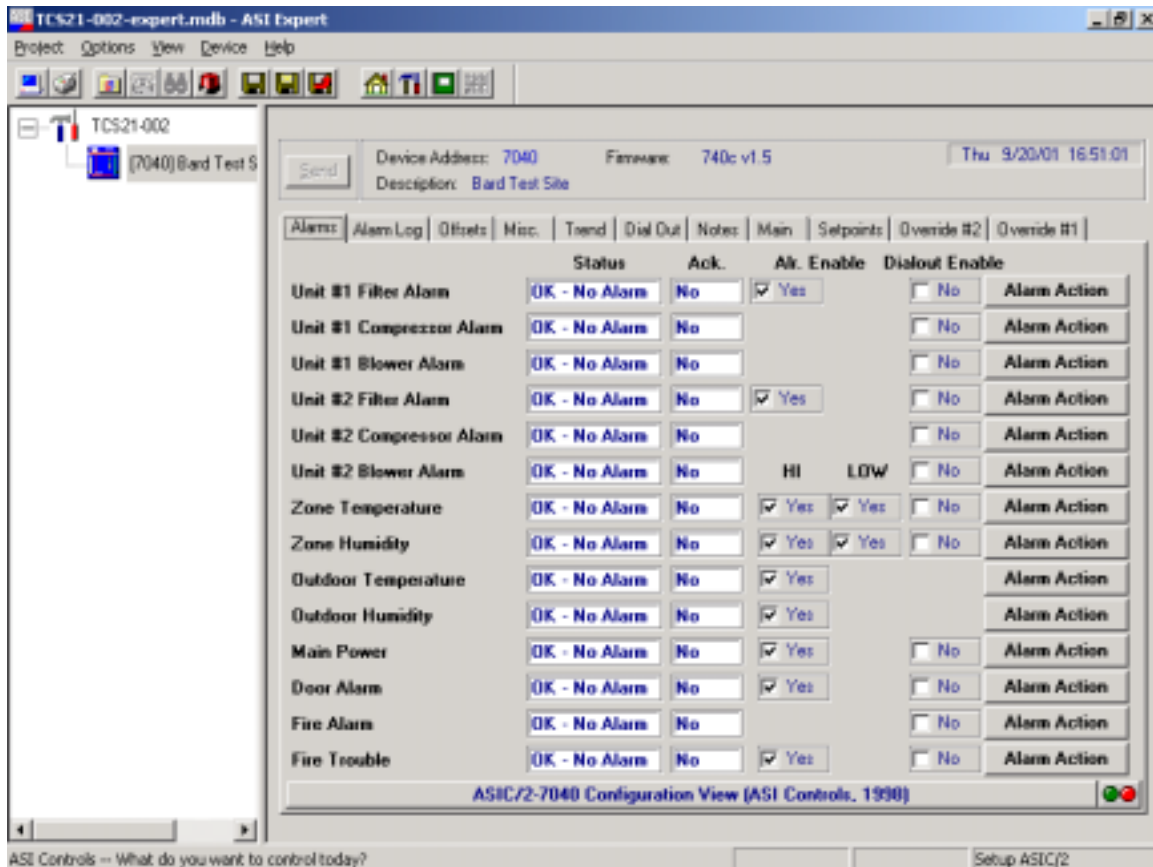 TCS21-002-expert.mdb - ASI Expert
Project Options View Device Help
TCS21-002
(7040) Bard Test S
Send
Device Address: 7040 Firmware: 740c v1.5 Thu 9/20/01 16:51:01
Description: Bard Test Site
Alarms Alarm Log Offsets Misc. Trend Dial Out Notes Main Setpoints Override #2 Override #1
Status Ack. Alr. Enable Dialout Enable
Unit #1 Filter Alarm OK - No Alarm No Yes No Alarm Action
Unit #1 Compressor Alarm OK - No Alarm No No Alarm Action
Unit #1 Blower Alarm OK - No Alarm No No Alarm Action
Unit #2 Filter Alarm OK - No Alarm No Yes No Alarm Action
Unit #2 Compressor Alarm OK - No Alarm No No Alarm Action
Unit #2 Blower Alarm OK - No Alarm No HI LOW No Alarm Action
Zone Temperature OK - No Alarm No Yes Yes No Alarm Action
Zone Humidity OK - No Alarm No Yes Yes No Alarm Action
Outdoor Temperature OK - No Alarm No Yes Alarm Action
Outdoor Humidity OK - No Alarm No Yes Alarm Action
Main Power OK - No Alarm No Yes No Alarm Action
Door Alarm OK - No Alarm No Yes No Alarm Action
Fire Alarm OK - No Alarm No No Alarm Action
Fire Trouble OK - No Alarm No Yes No Alarm Action
ASIC/2-7040 Configuration View (ASI Controls, 1998)
ASI Controls -- What do you want to control today? Setup ASIC/2